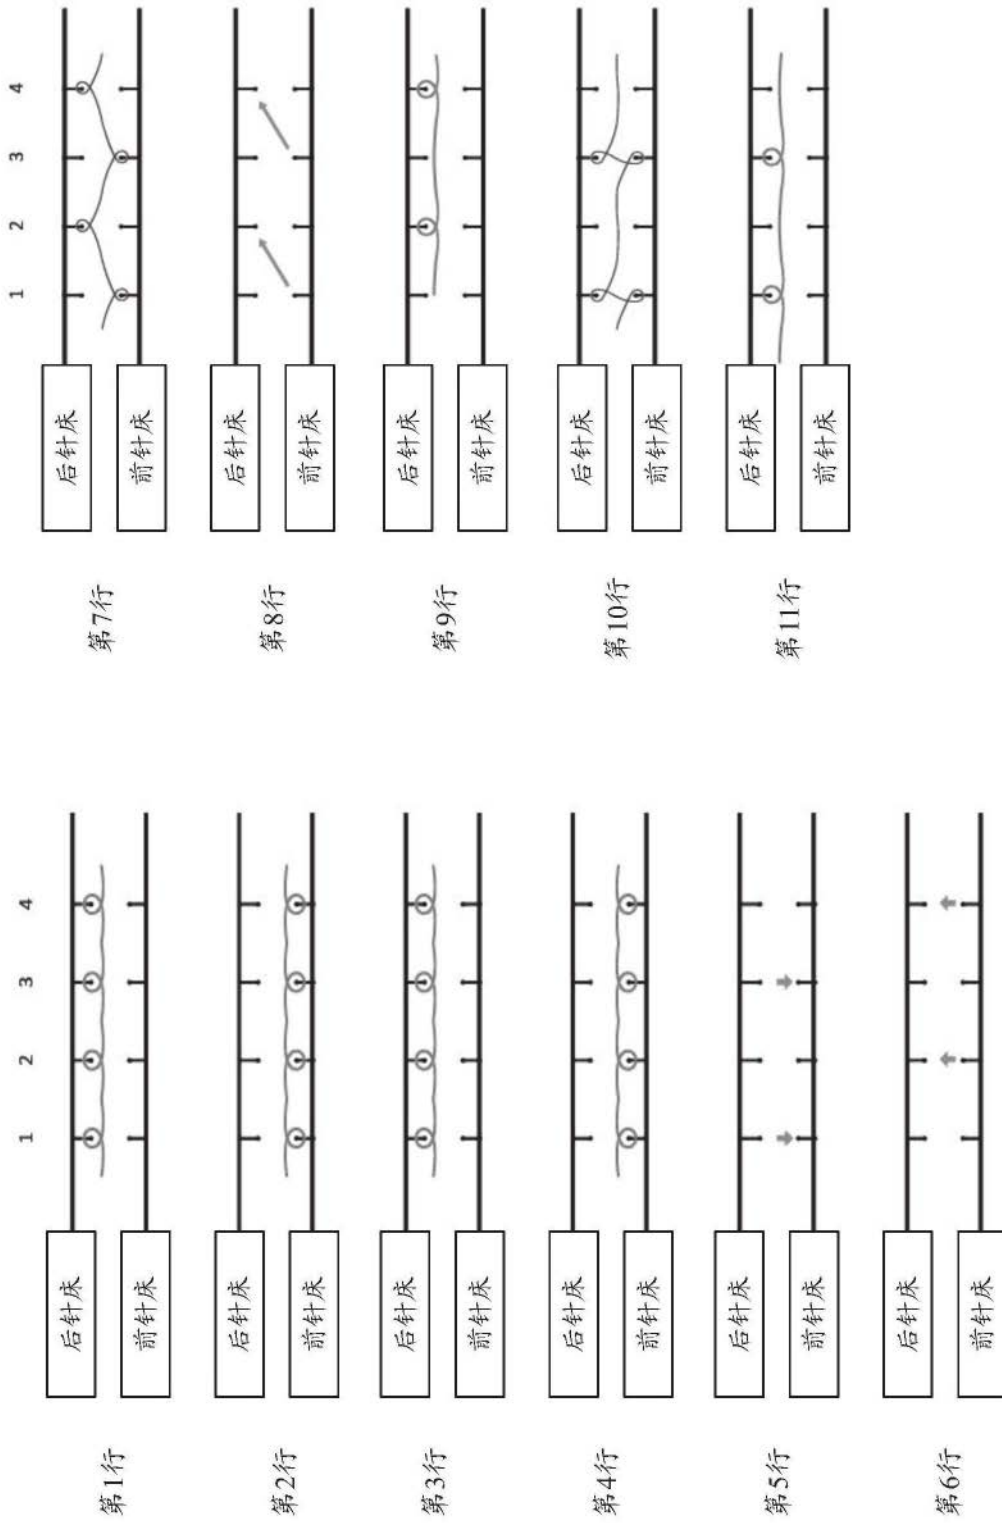 1 2 3 4
后针床
第1行
前针床
后针床
第2行
前针床
后针床
第3行
前针床
后针床
第4行
前针床
后针床
第5行
前针床
后针床
第6行
前针床
1 2 3 4
后针床
第7行
前针床
后针床
第8行
前针床
后针床
第9行
前针床
后针床
第10行
前针床
后针床
第11行
前针床